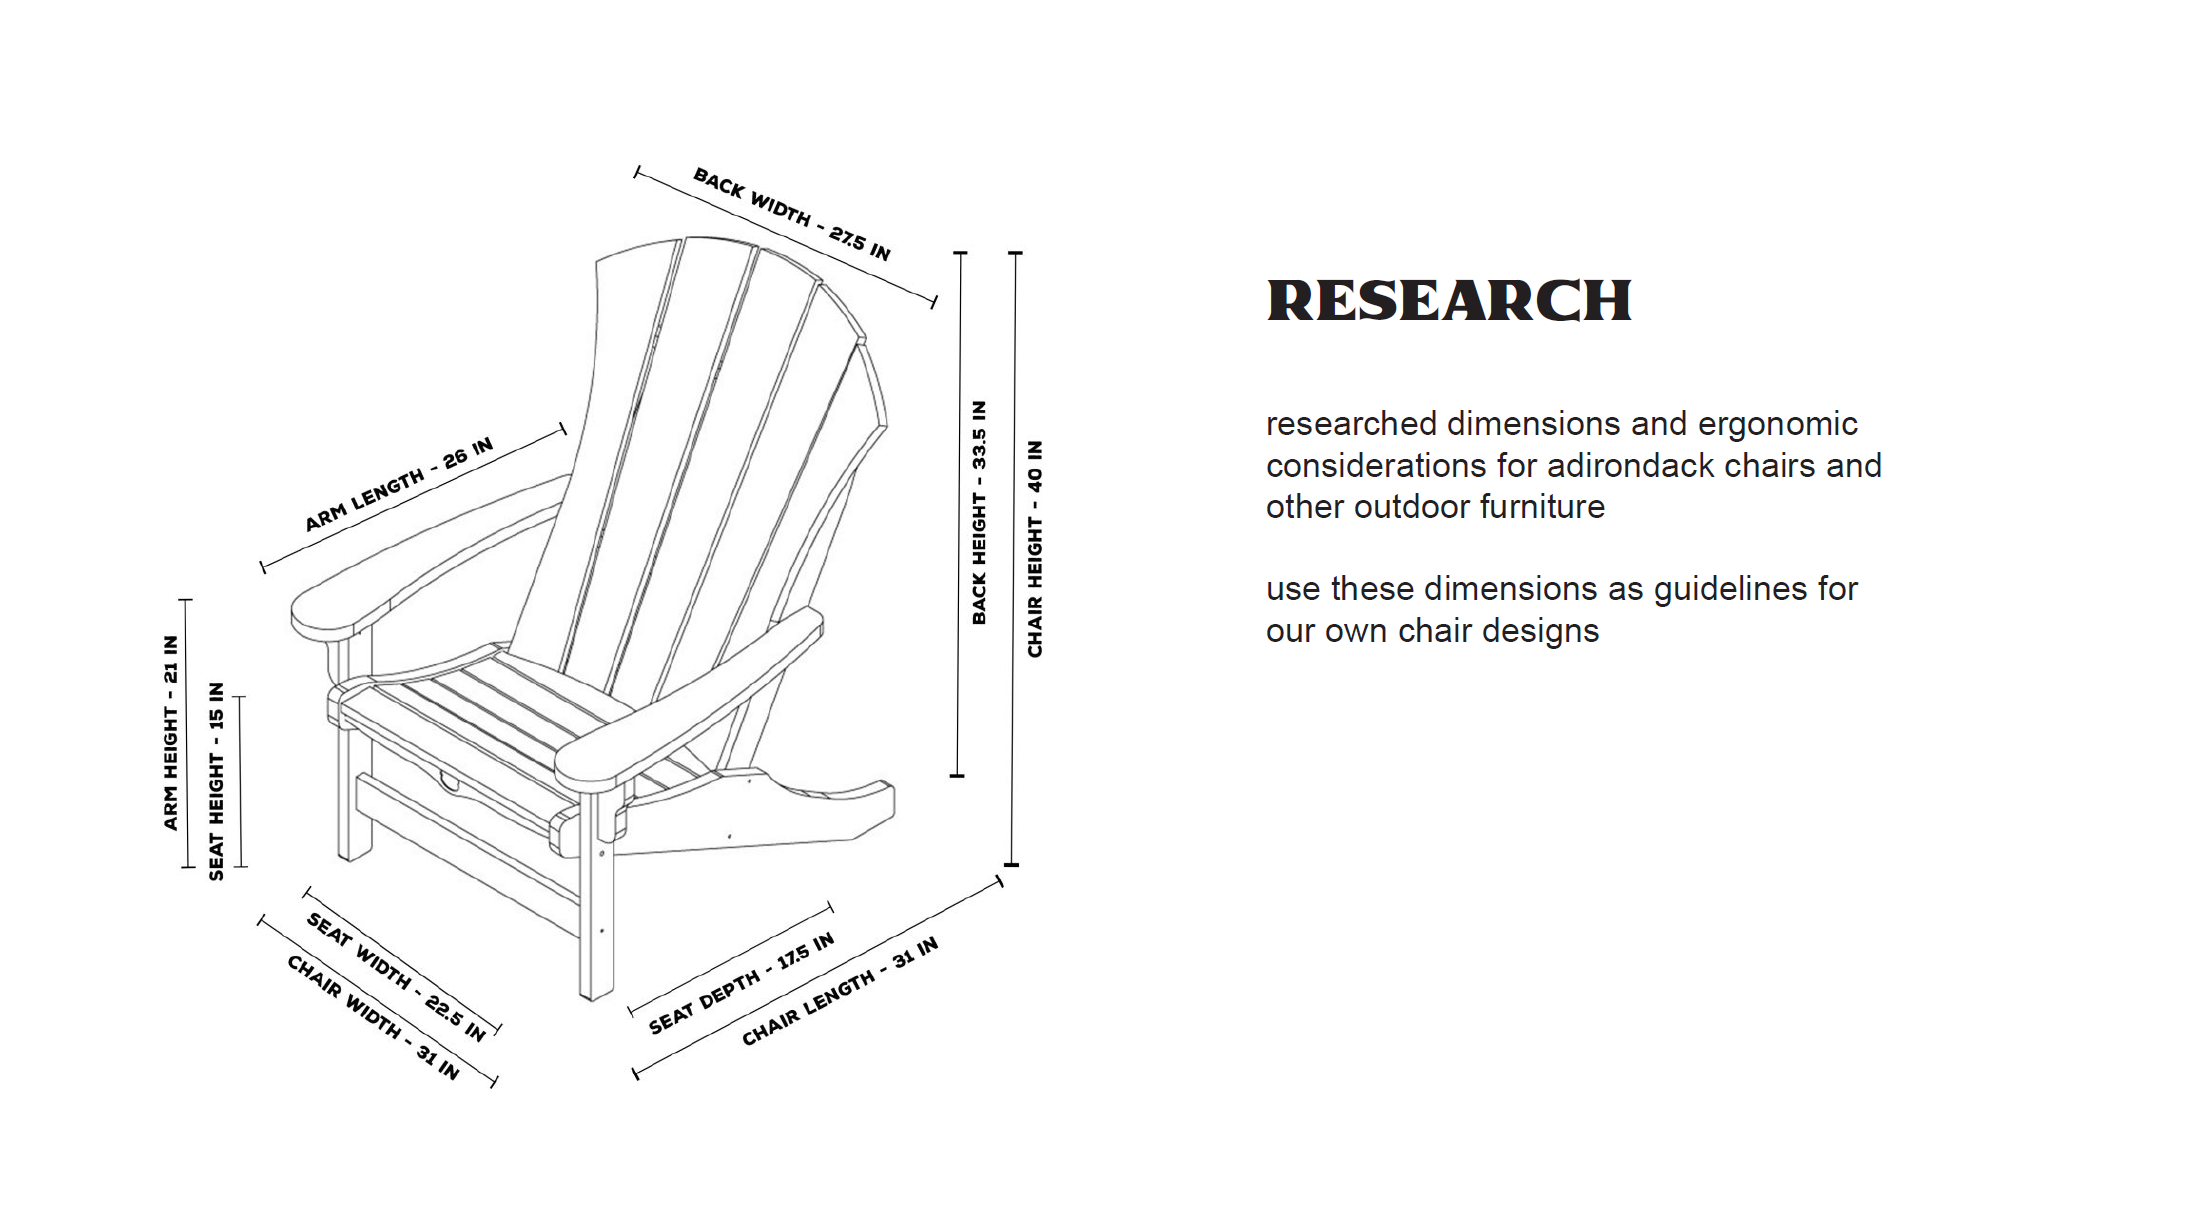 BACK WIDTH - 27.5 IN
ARM LENGTH - 26 IN
BACK HEIGHT - 33.5 IN
CHAIR HEIGHT - 40 IN
ARM HEIGHT - 21 IN
SEAT HEIGHT - 15 IN
SEAT WIDTH - 22.5 IN
CHAIR WIDTH - 31 IN
SEAT DEPTH - 17.5 IN
CHAIR LENGTH - 31 IN
RESEARCH
researched dimensions and ergonomic
considerations for adirondack chairs and
other outdoor furniture
use these dimensions as guidelines for
our own chair designs